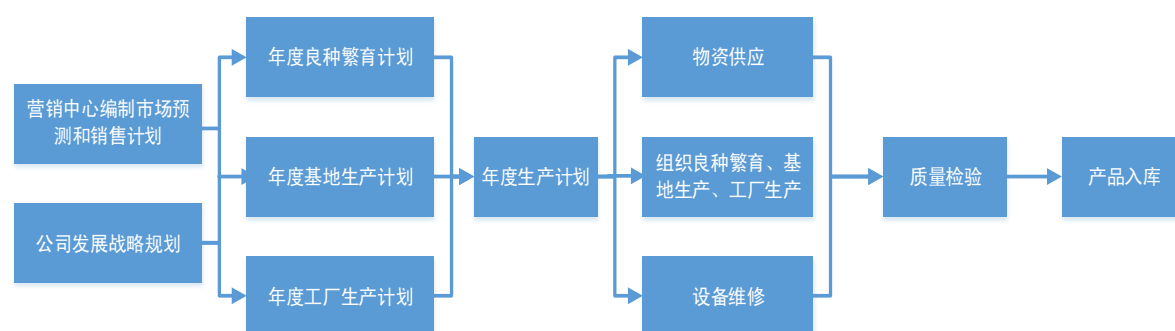 营销中心编制市场预
测和销售计划
公司发展战略规划
年度良种繁育计划
年度基地生产计划
年度工厂生产计划
年度生产计划
物资供应
组织良种繁育、基
地生产、工厂生产
设备维修
质量检验
产品入库